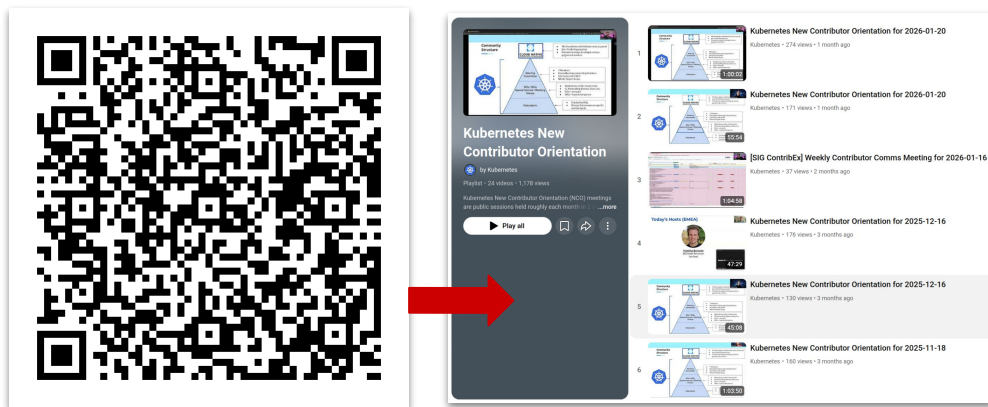 Community
Structure
CLOUD NATIVE
Kubernetes New
Contributor Orientation
by Kubernetes
Playlist • 24 videos • 1,178 views
Kubernetes New Contributor Orientation (NCO) meetings
are public sessions held roughly each month in
...more
Play all
1
1:00:02
Kubernetes New Contributor Orientation for 2026-01-20
Kubernetes • 274 views • 1 month ago
2
55:54
Kubernetes New Contributor Orientation for 2026-01-20
Kubernetes • 171 views • 1 month ago
3
1:04:58
[SIG ContribEx] Weekly Contributor Comms Meeting for 2026-01-16
Kubernetes • 37 views • 2 months ago
4
Today's Hosts (EMEA)
47:29
Kubernetes New Contributor Orientation for 2025-12-16
Kubernetes • 176 views • 3 months ago
5
45:08
Kubernetes New Contributor Orientation for 2025-12-16
Kubernetes • 130 views • 3 months ago
6
1:03:50
Kubernetes New Contributor Orientation for 2025-11-18
Kubernetes • 160 views • 3 months ago